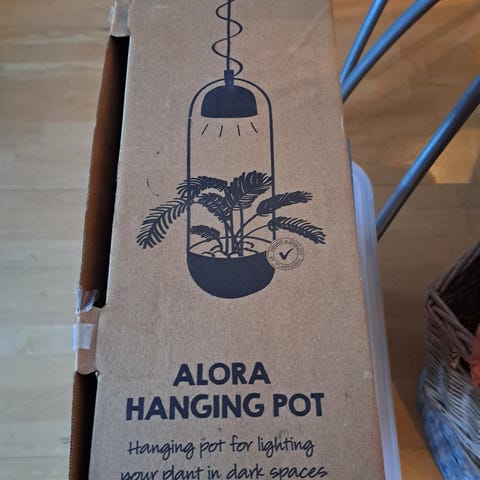 ALORA
HANGING POT
Hanging pot for lighting
your plant in dark spaces